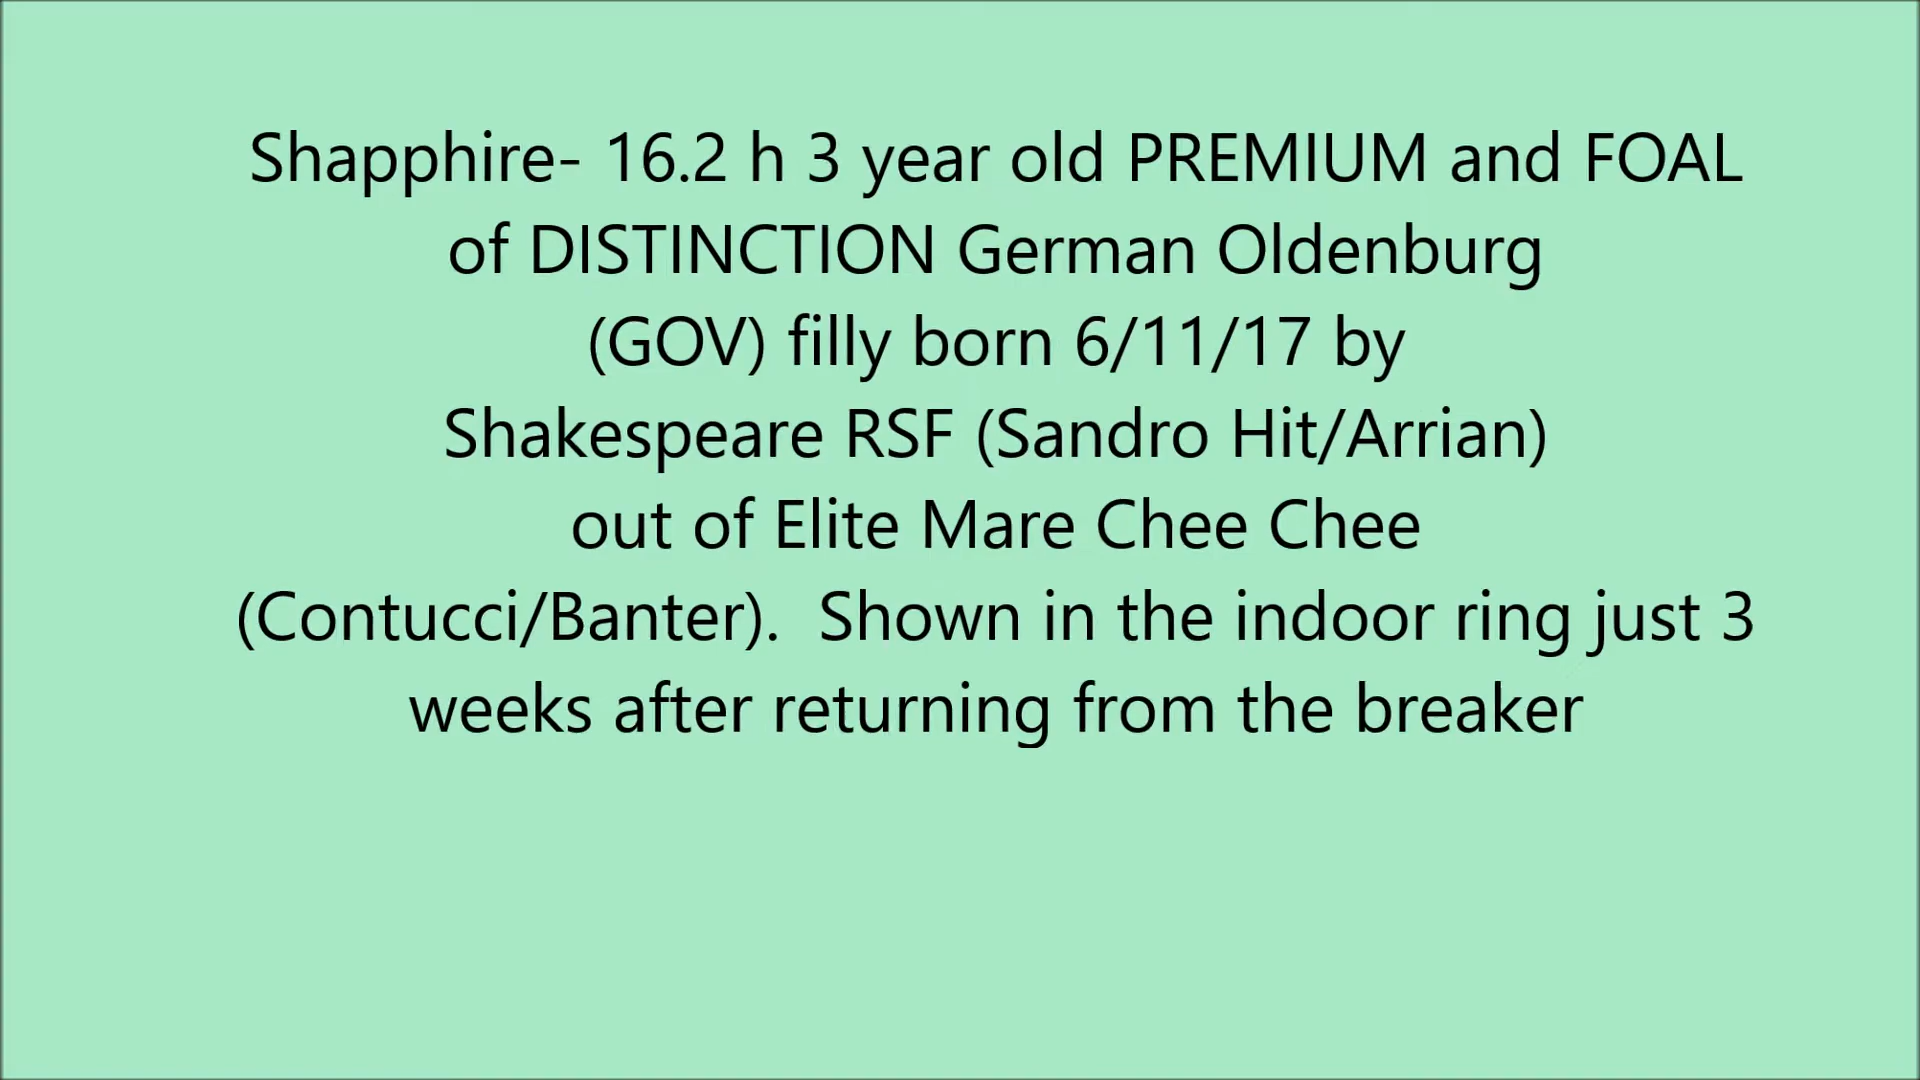 Shapphire- 16.2 h 3 year old PREMIUM and FOAL
of DISTINCTION German Oldenburg
(GOV) filly born 6/11/17 by
Shakespeare RSF (Sandro Hit/Arrian)
out of Elite Mare Chee Chee
(Contucci/Banter).  Shown in the indoor ring just 3
weeks after returning from the breaker